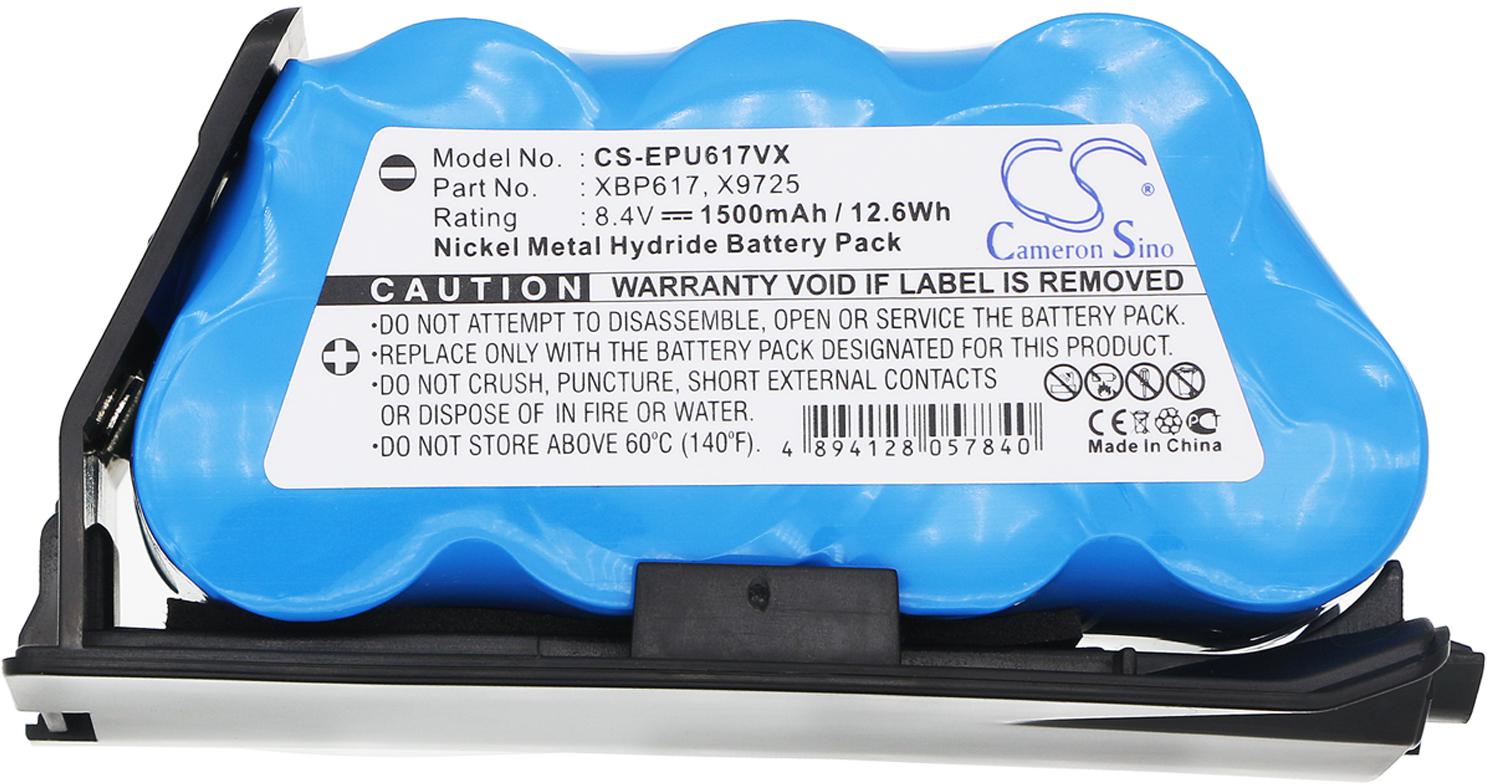 Model No. : CS-EPU617VX
Part No. : XBP617, X9725
Rating : 8.4V 1500mAh / 12.6Wh
Nickel Metal Hydride Battery Pack
CS®
Cameron Sino
CAUTION WARRANTY VOID IF LABEL IS REMOVED
•DO NOT ATTEMPT TO DISASSEMBLE, OPEN OR SERVICE THE BATTERY PACK.
•REPLACE ONLY WITH THE BATTERY PACK DESIGNATED FOR THIS PRODUCT.
•DO NOT CRUSH, PUNCTURE, SHORT EXTERNAL CONTACTS
OR DISPOSE OF IN FIRE OR WATER.
•DO NOT STORE ABOVE 60°C (140°F).
4 894128 057840
CE PCT
Made In China